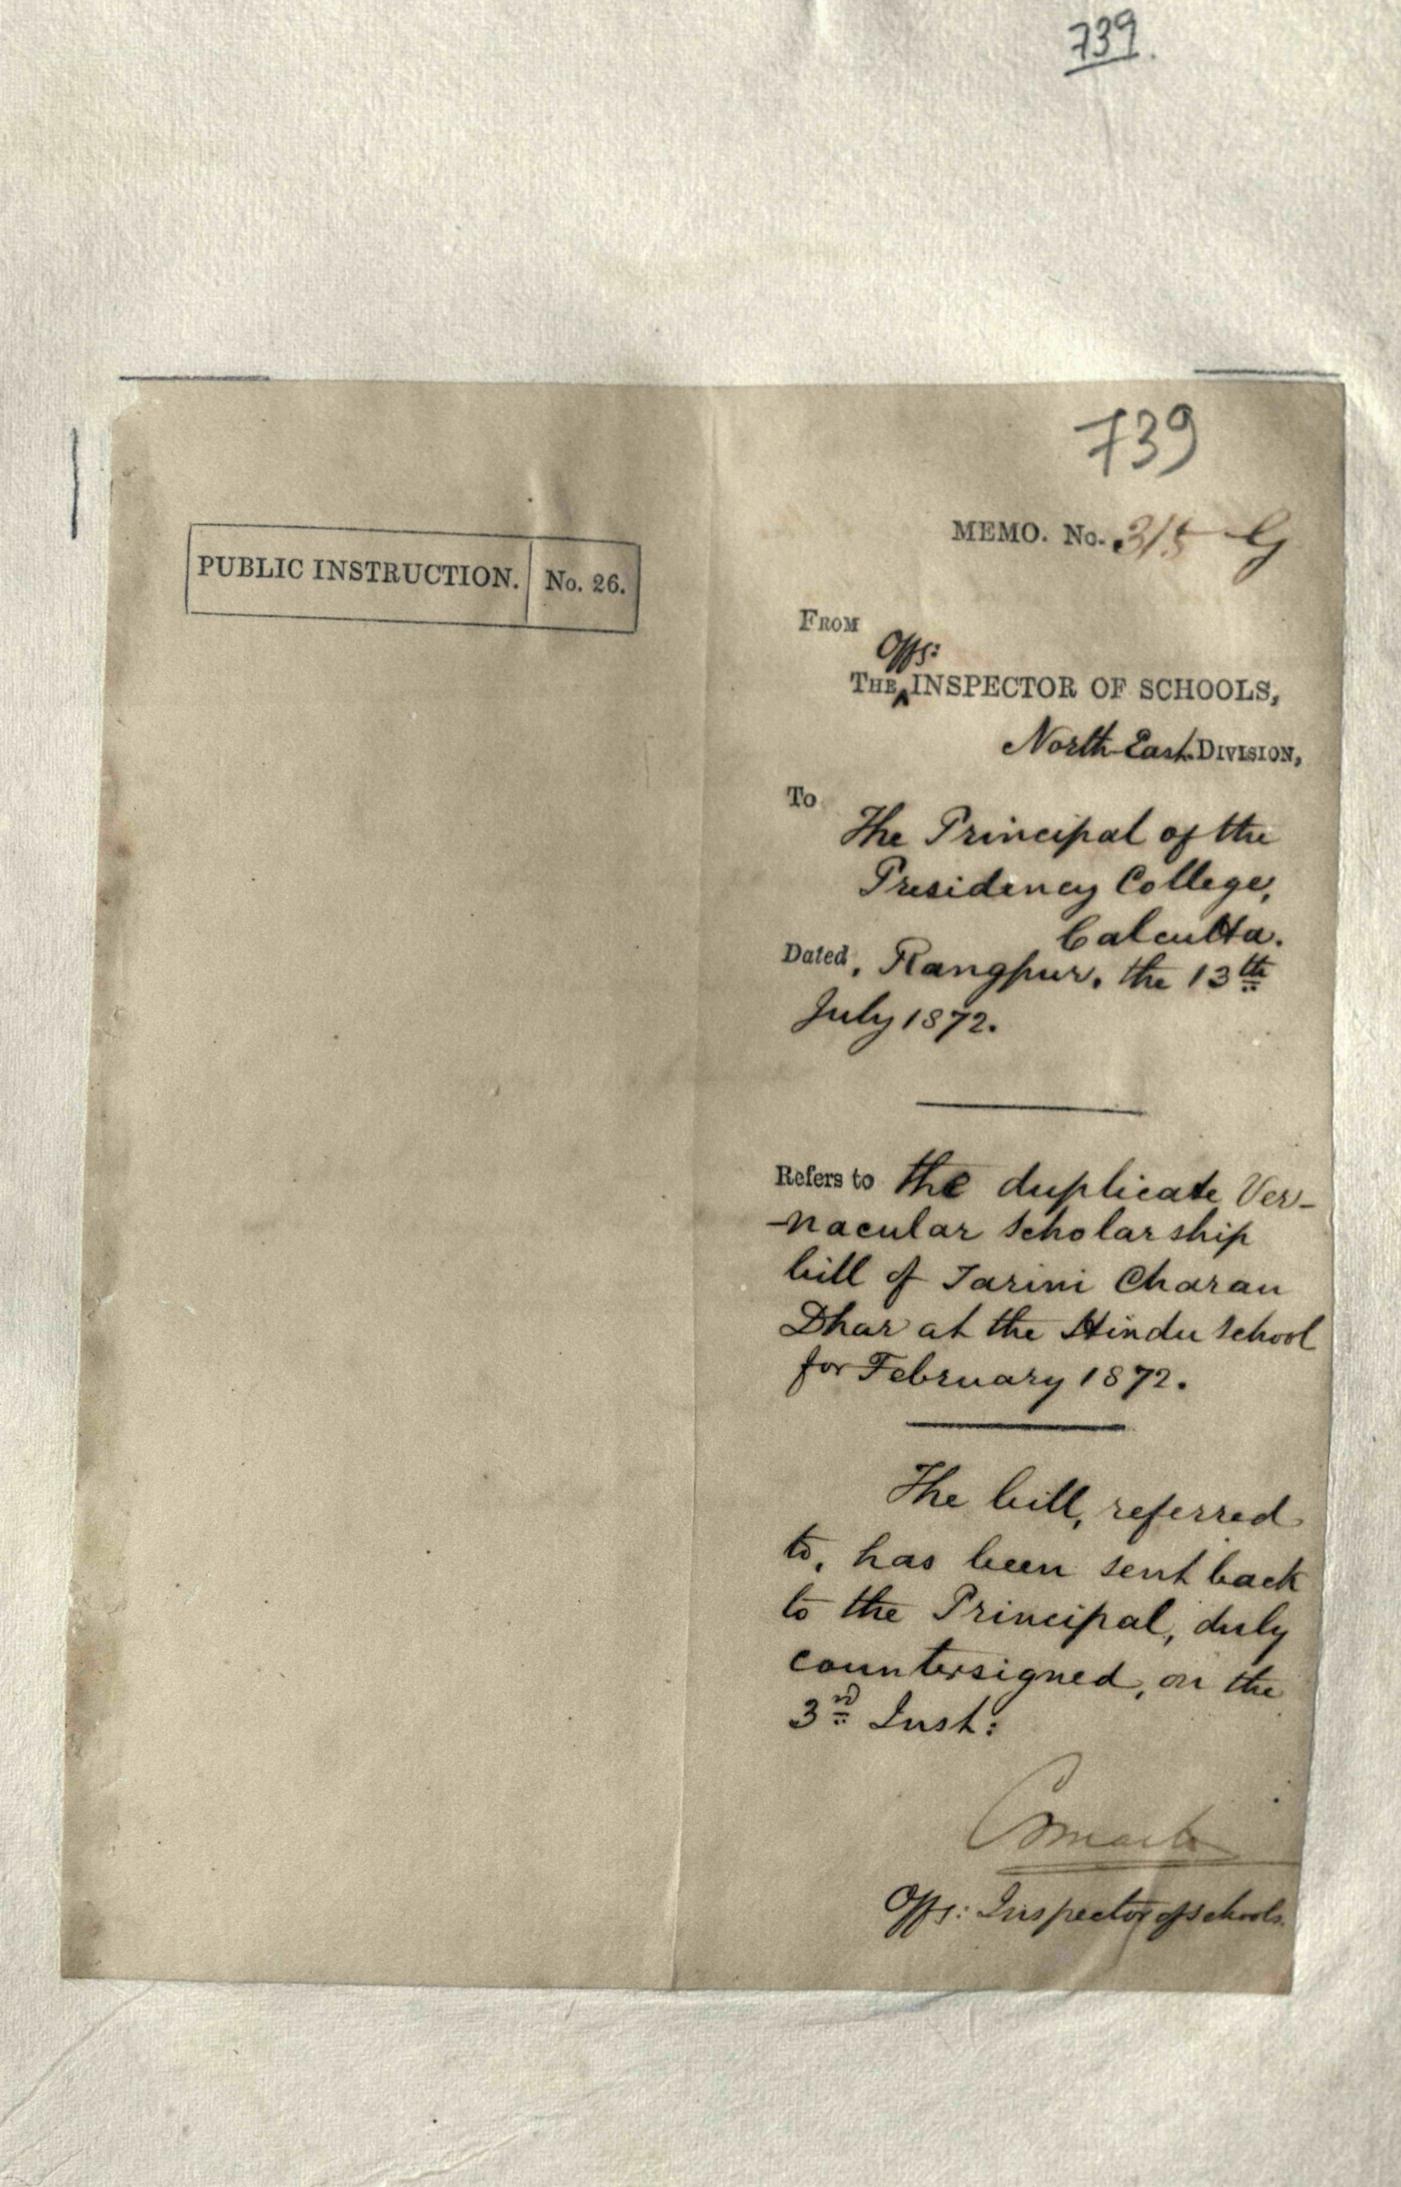 739.
739
PUBLIC INSTRUCTION. No. 26.
MEMO. No. 315 G
FROM
Offg:
THE INSPECTOR OF SCHOOLS,
North-East DIVISION,
To
The Principal of the
Presidency College,
Calcutta.
Dated, Rangpur, the 13th
July 1872.
Refers to the duplicate Ver-
-nacular Scholarship
bill of Tarini Charan
Dhar at the Hindu School
for February 1872.
The bill, referred
to, has been sent back
to the Principal, duly
countersigned, on the
3rd Inst:
Offg: Inspector of Schools.